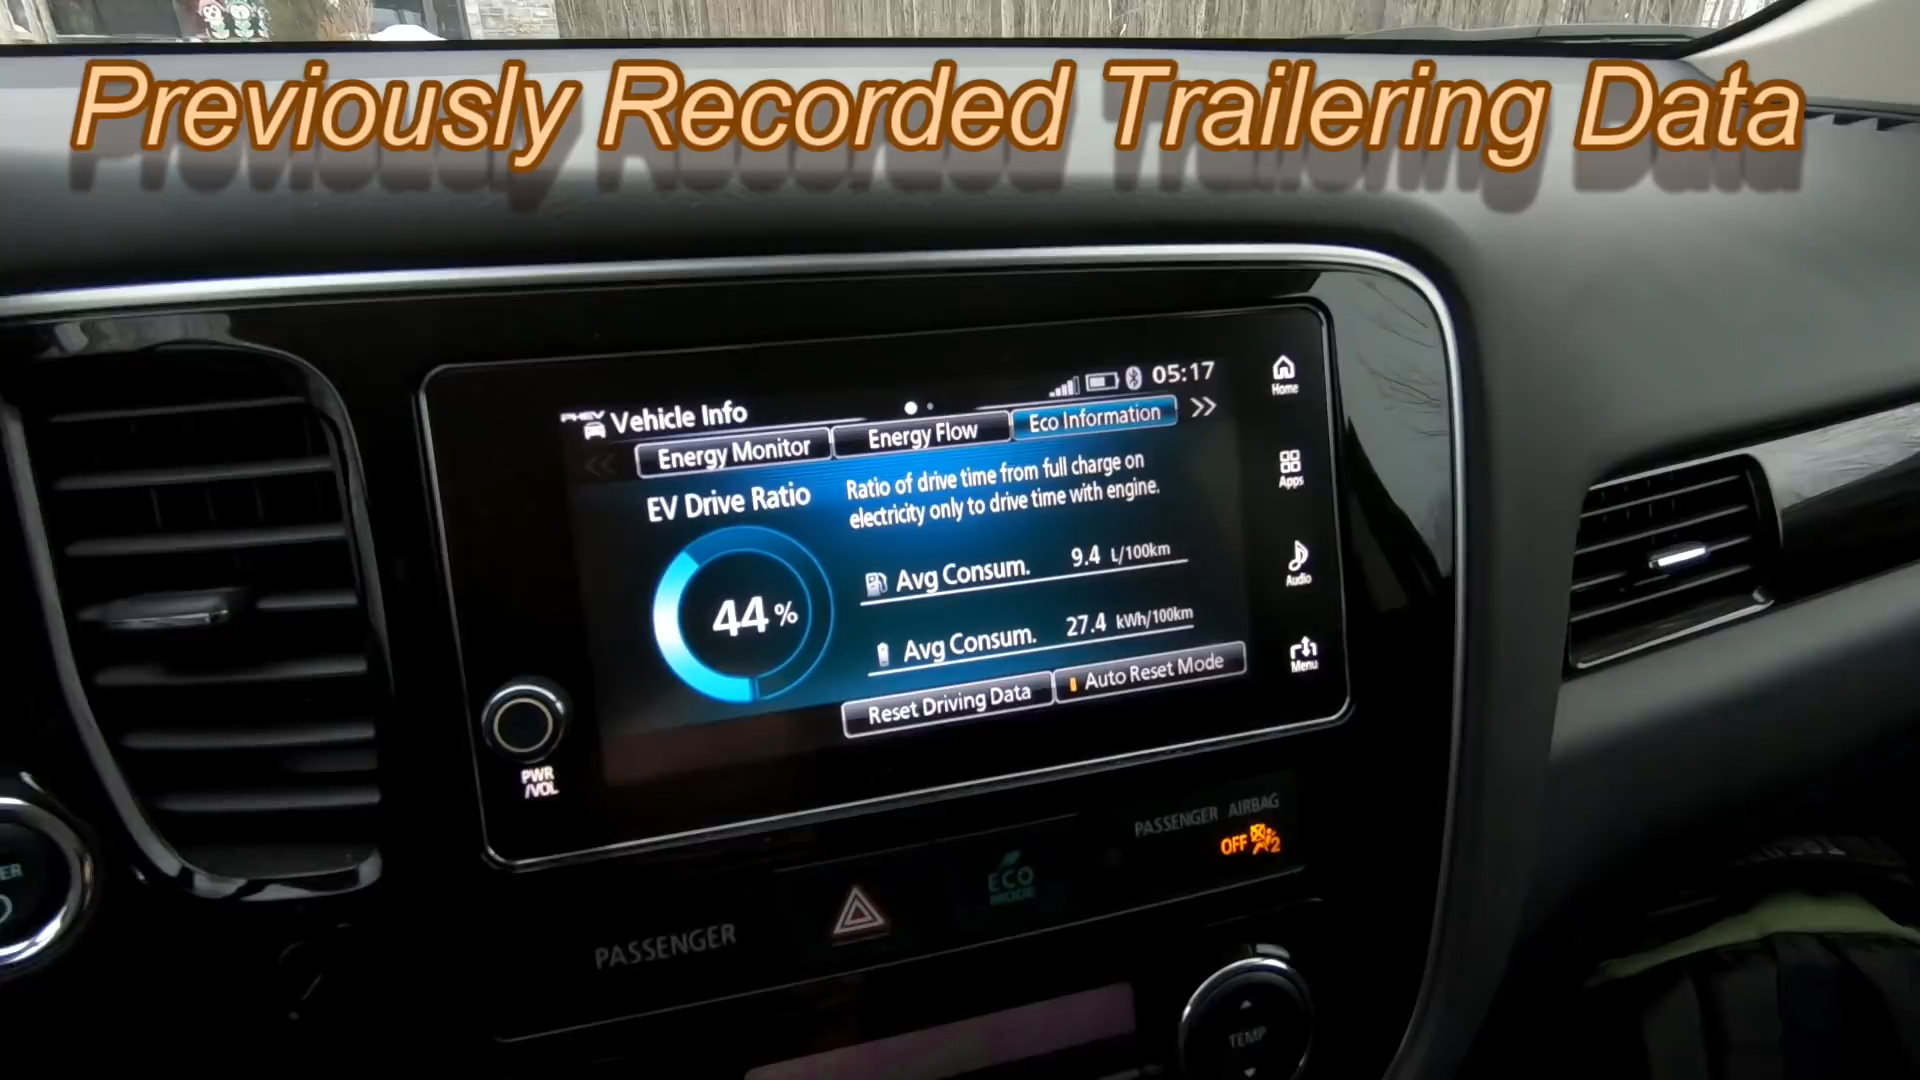 Previously Recorded Trailering Data
05:17
PHEV Vehicle Info
Energy Monitor
Energy Flow
Eco Information
EV Drive Ratio
Ratio of drive time from full charge on
electricity only to drive time with engine.
44%
Avg Consum. 9.4 L/100km
Avg Consum. 27.4 kWh/100km
Reset Driving Data
Auto Reset Mode
Home
Apps
Audio
Menu
PWR
/VOL
PASSENGER AIRBAG
OFF 2
ECO
MODE
PASSENGER
TEMP